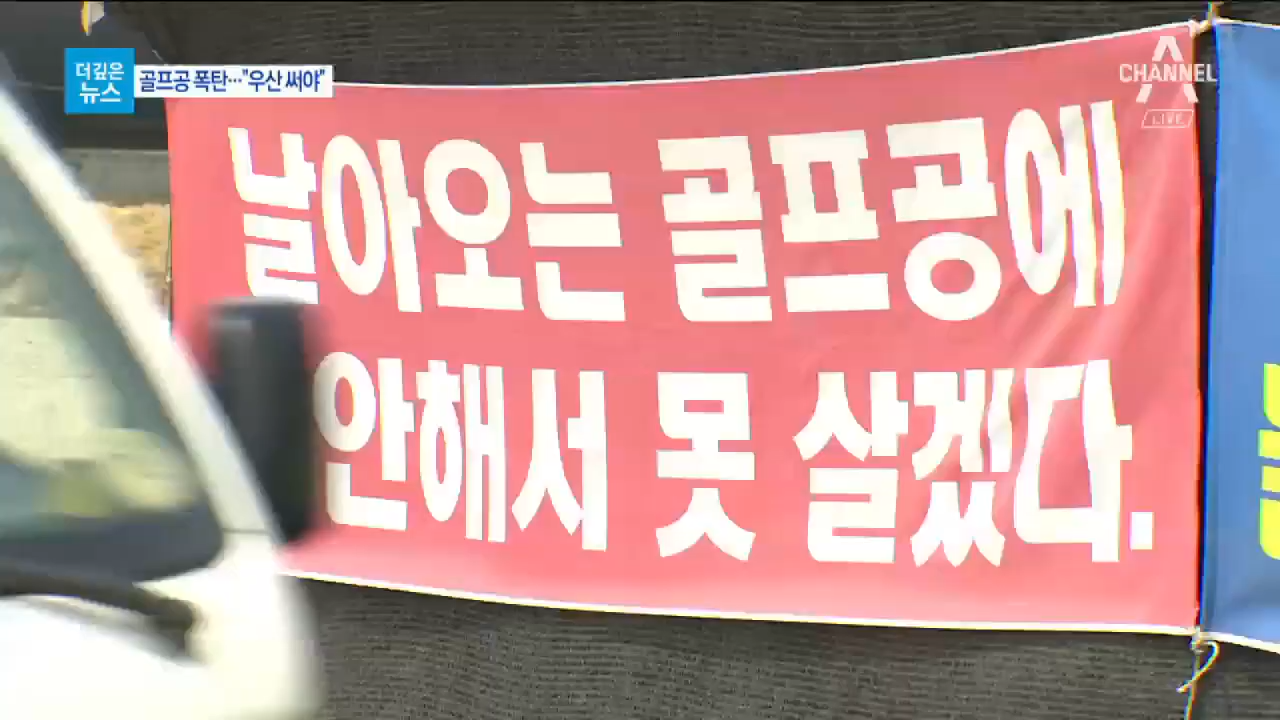 더깊은
뉴스
골프공 폭탄…"우산 써야"
CHANNEL
LIVE
날아오는 골프공에
안해서 못 살겠다.